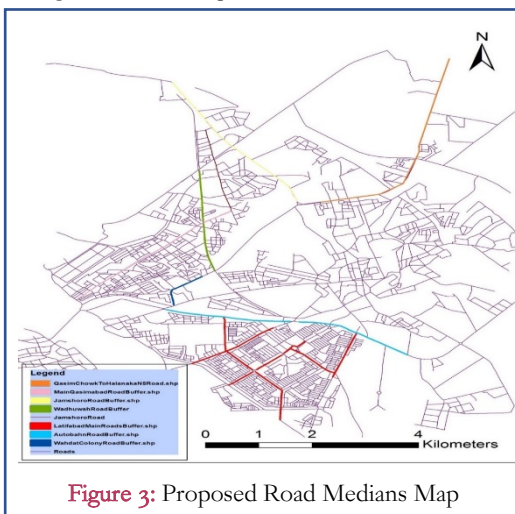 N
Legend
QasimChowkToHalanakaNSRoad.shp
MainQasimabadRoadBuffer.shp
JamshoroRoadBuffer.shp
WadhuwahRoadBuffer
JamshoroRoad
LatifabadMainRoadsBuffer.shp
AutobahnRoadBuffer.shp
WahdatColonyRoadBuffer.shp
Roads
0 1 2 4
Kilometers
Figure 3: Proposed Road Medians Map